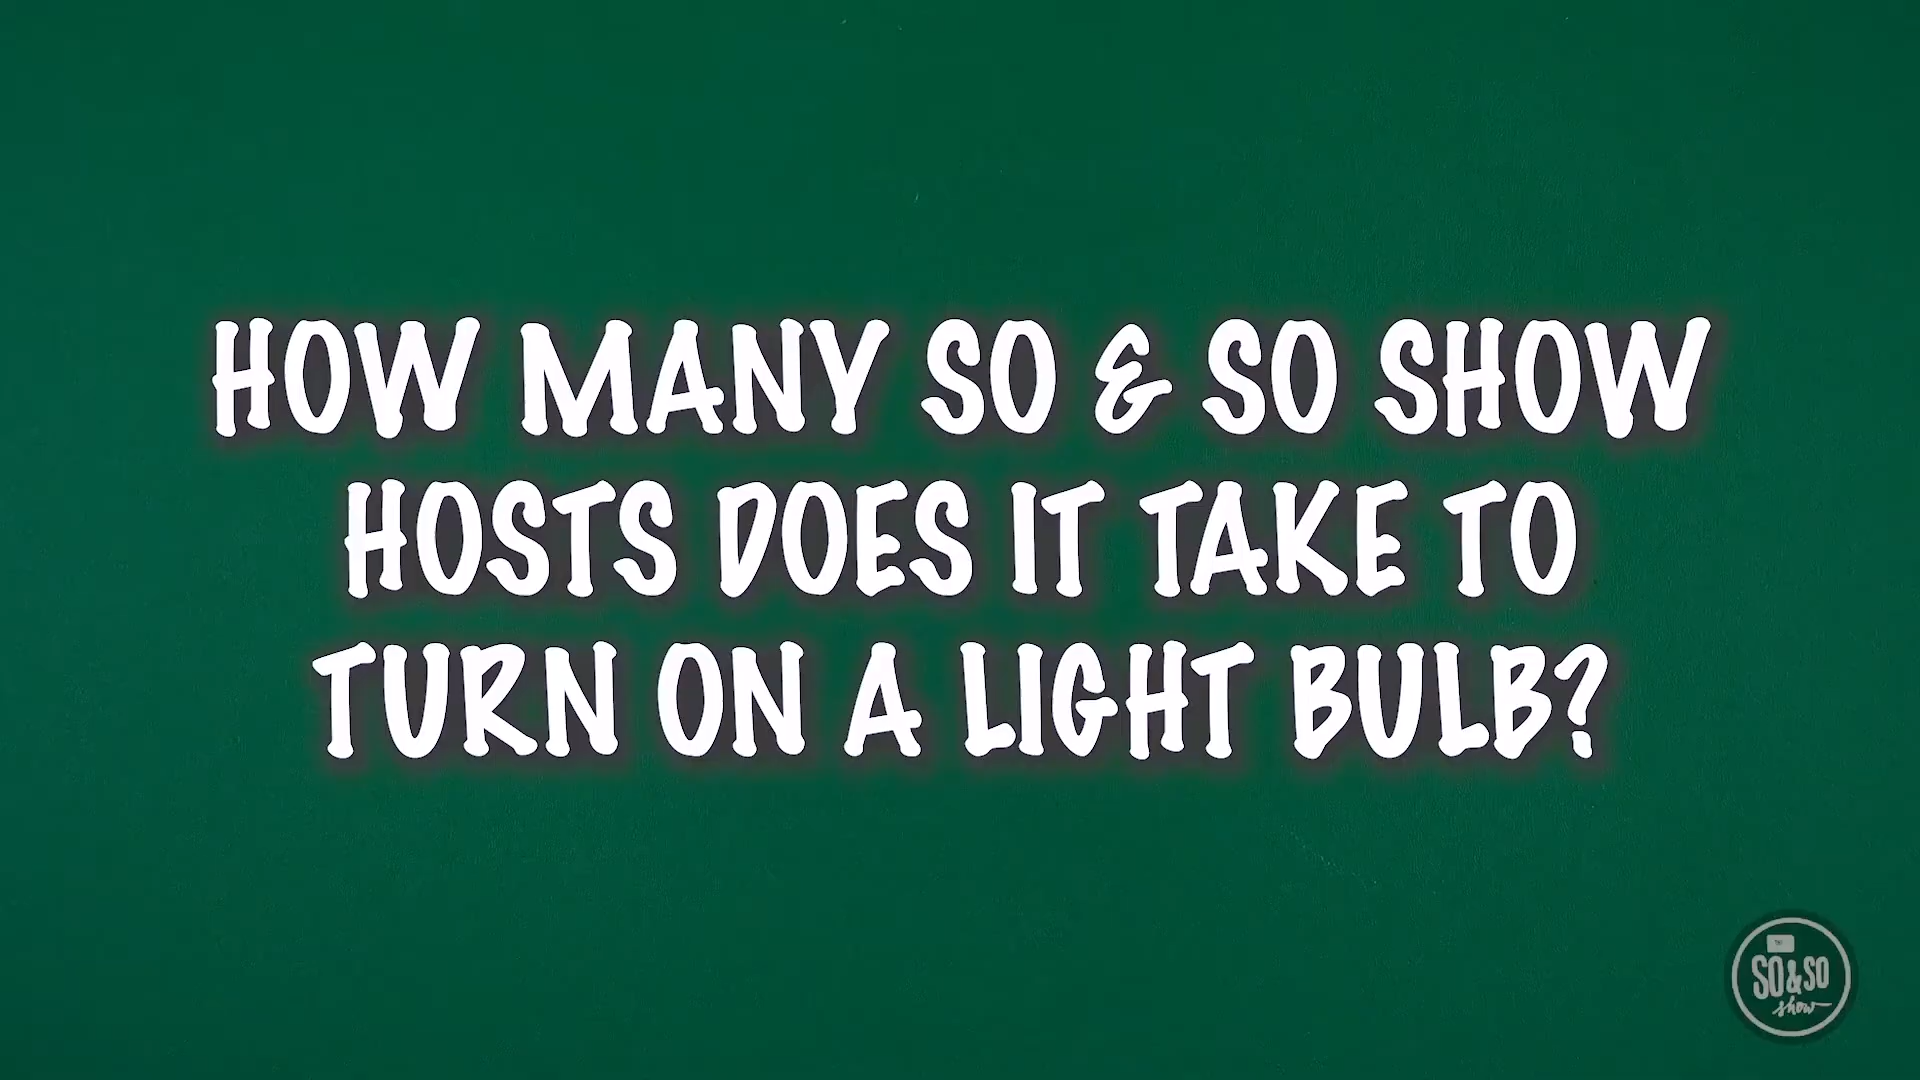 HOW MANY SO & SO SHOW
HOSTS DOES IT TAKE TO
TURN ON A LIGHT BULB?
SO & SO
show